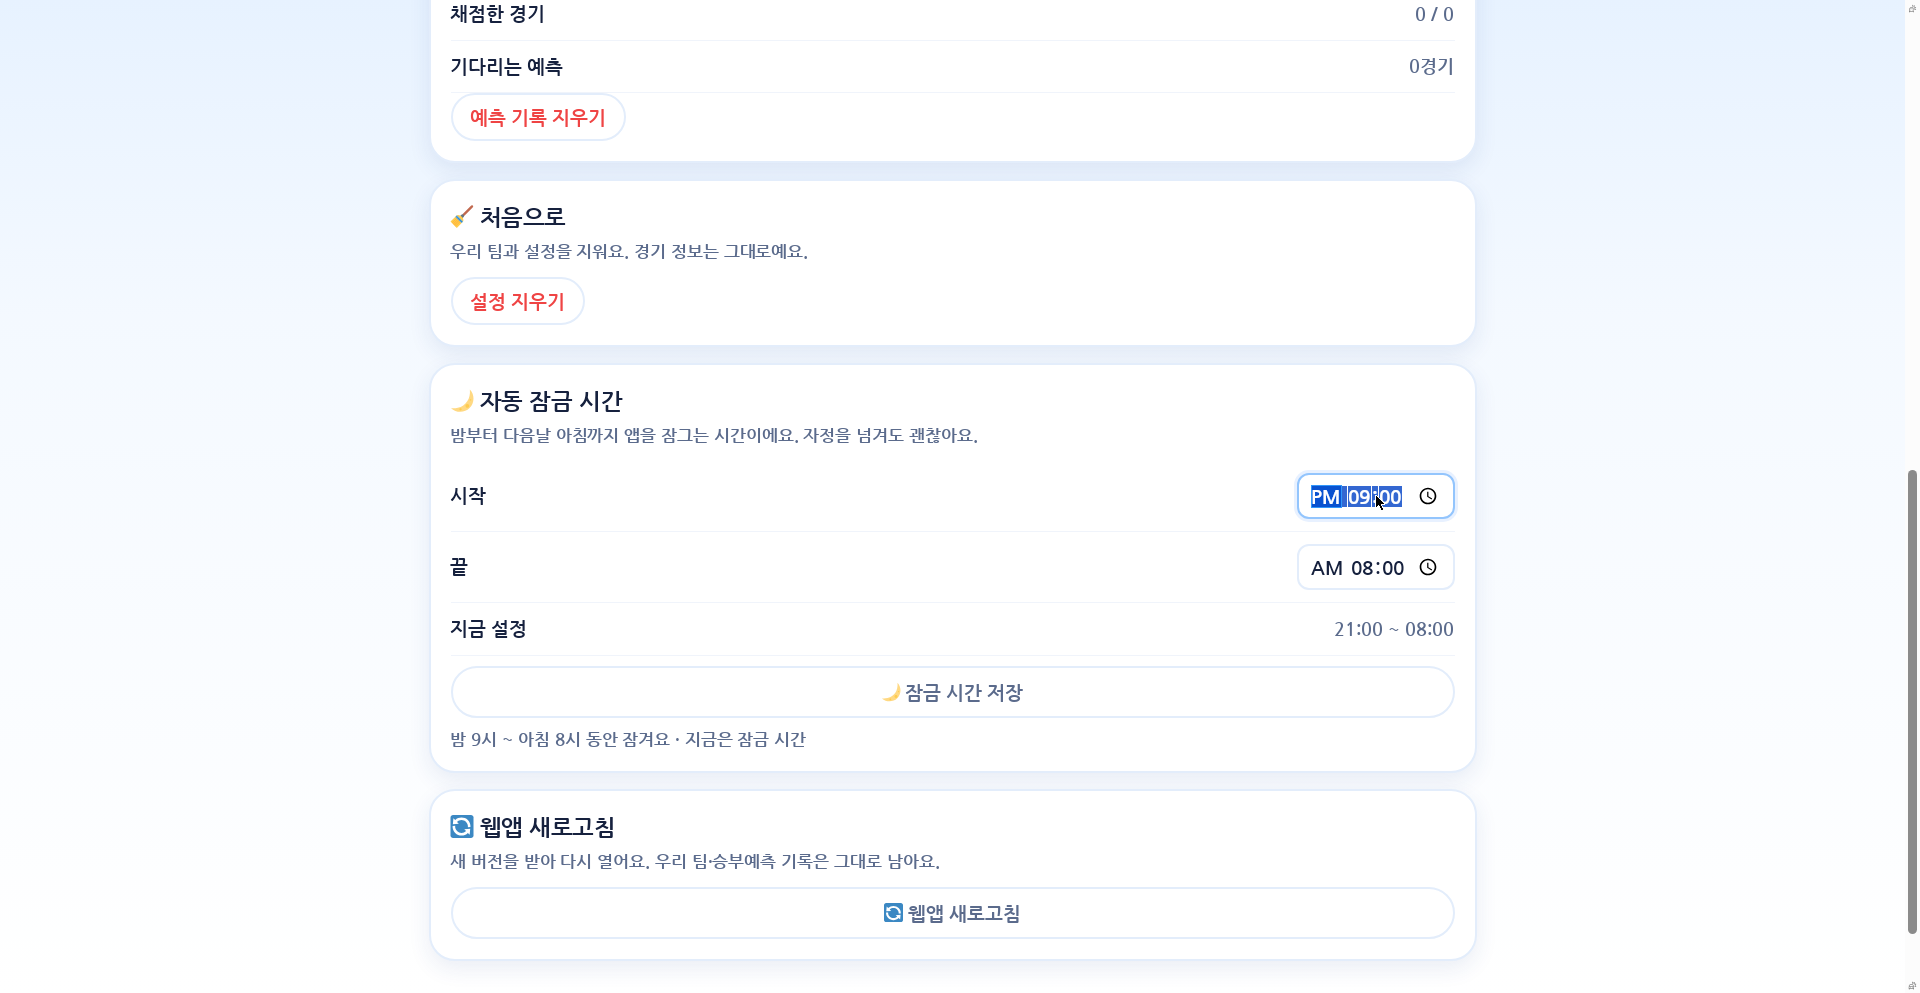 채점한 경기
0 / 0
기다리는 예측
0경기
예측 기록 지우기
🧹 처음으로
우리 팀과 설정을 지워요. 경기 정보는 그대로예요.
설정 지우기
🌙 자동 잠금 시간
밤부터 다음날 아침까지 앱을 잠그는 시간이에요. 자정을 넘겨도 괜찮아요.
시작
PM 09:00
끝
AM 08:00
지금 설정
21:00 ~ 08:00
🌙 잠금 시간 저장
밤 9시 ~ 아침 8시 동안 잠겨요 · 지금은 잠금 시간
🔄 웹앱 새로고침
새 버전을 받아 다시 열어요. 우리 팀·승부예측 기록은 그대로 남아요.
🔄 웹앱 새로고침